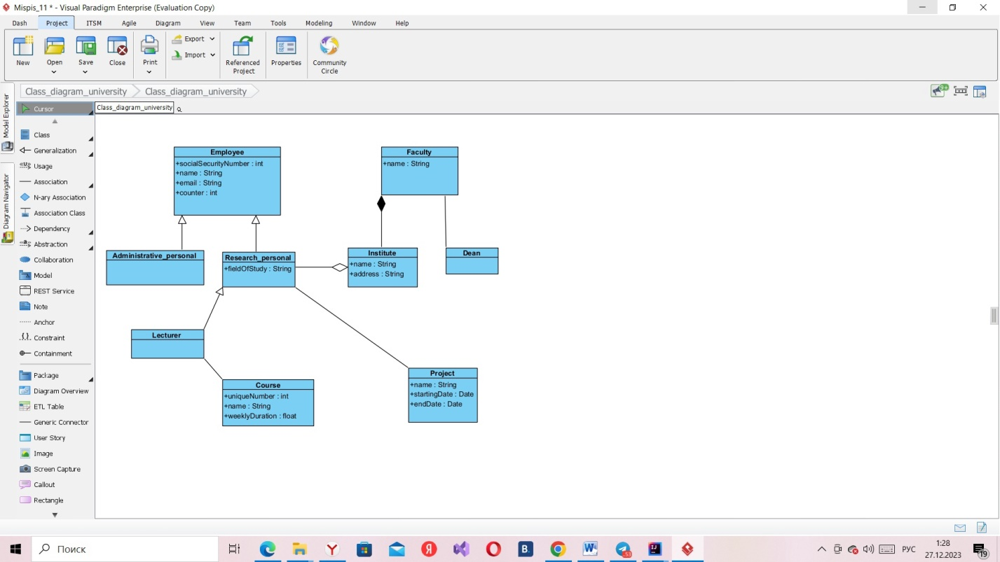 Mispis_11 * - Visual Paradigm Enterprise (Evaluation Copy)
Dash Project ITSM Agile Diagram View Team Tools Modeling Window Help
New Open Save Close Print Export Import Referenced Project Properties Community Circle
Class_diagram_university Class_diagram_university
9+
Model Explorer
Diagram Navigator
Cursor
Class_diagram_university
Class
Generalization
«U» Usage
Association
N-ary Association
Association Class
Dependency
«a» Abstraction
Collaboration
Model
REST Service
Note
Anchor
{.} Constraint
Containment
Package
Diagram Overview
ETL Table
Generic Connector
User Story
Image
Screen Capture
Callout
Rectangle
Employee
+socialSecurityNumber : int
+name : String
+email : String
+counter : int
Faculty
+name : String
Administrative_personal
Research_personal
+fieldOfStudy : String
Institute
+name : String
+address : String
Dean
Lecturer
Course
+uniqueNumber : int
+name : String
+weeklyDuration : float
Project
+name : String
+startingDate : Date
+endDate : Date
Поиск
Y
Я
B.
W
53
IJ
РУС
1:28
27.12.2023
19